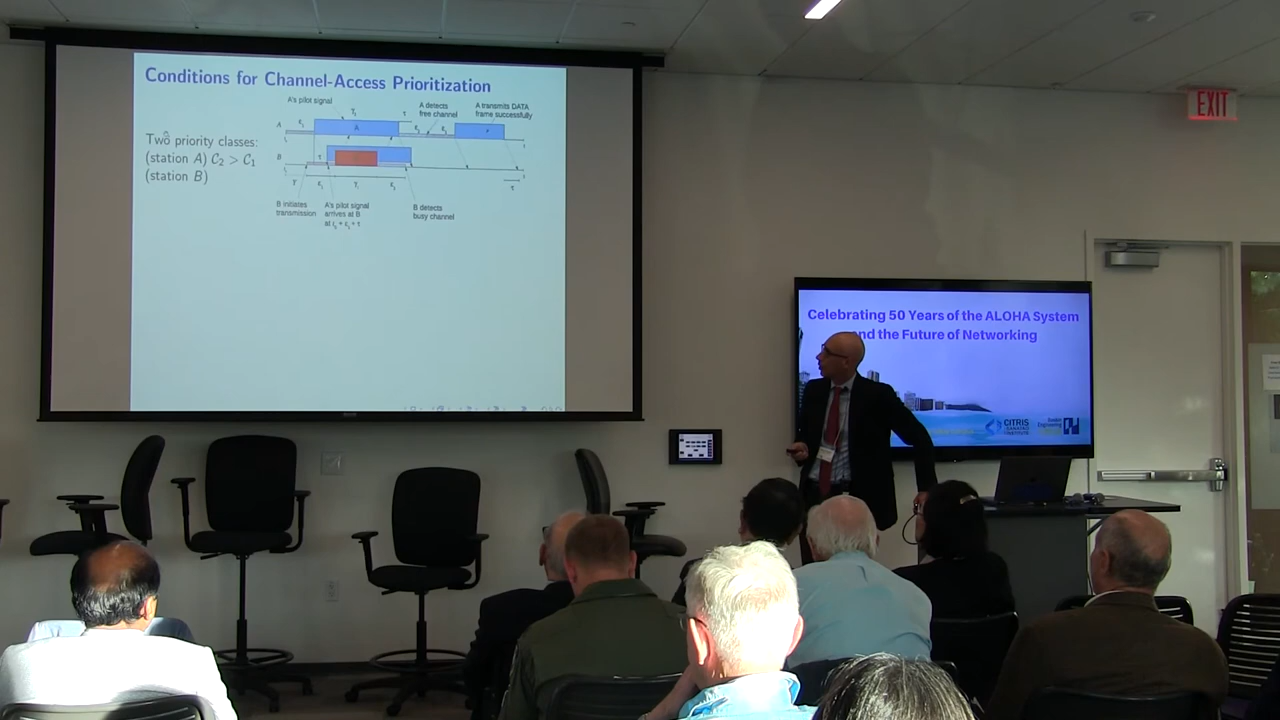 Conditions for Channel-Access Prioritization
Two priority classes:
(station A) C₂ > C₁
(station B)
A's pilot signal
A detects
free channel
A transmits DATA
frame successfully
A
B
B initiates
transmission
A's pilot signal
arrives at B
B detects
busy channel
EXIT
Celebrating 50 Years of the ALOHA System
and the Future of Networking
CITRIS